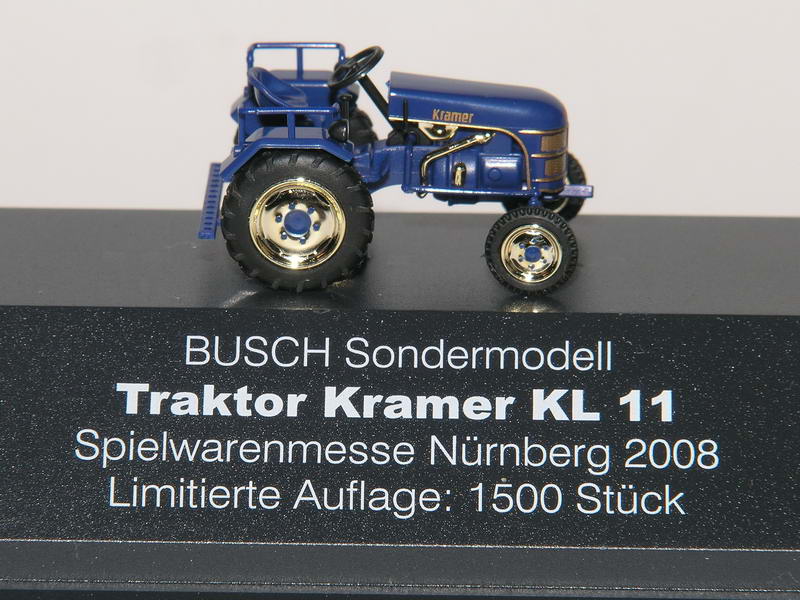 Kramer
BUSCH Sondermodell
Traktor Kramer KL 11
Spielwarenmesse Nürnberg 2008
Limitierte Auflage: 1500 Stück